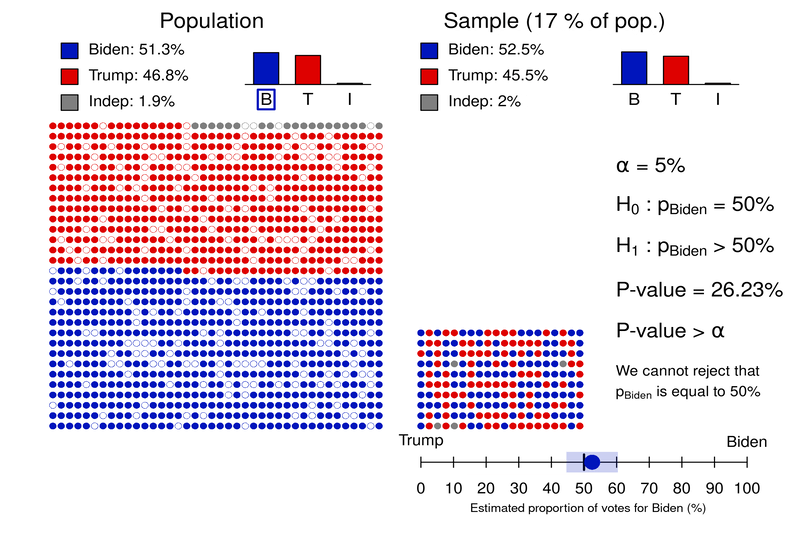 Population
Biden: 51.3%
Trump: 46.8%
Indep: 1.9%
B T I
Sample (17 % of pop.)
Biden: 52.5%
Trump: 45.5%
Indep: 2%
B T I
α = 5%
H0 : pBiden = 50%
H1 : pBiden > 50%
P-value = 26.23%
P-value > α
We cannot reject that
pBiden is equal to 50%
Trump Biden
0 10 20 30 40 50 60 70 80 90 100
Estimated proportion of votes for Biden (%)